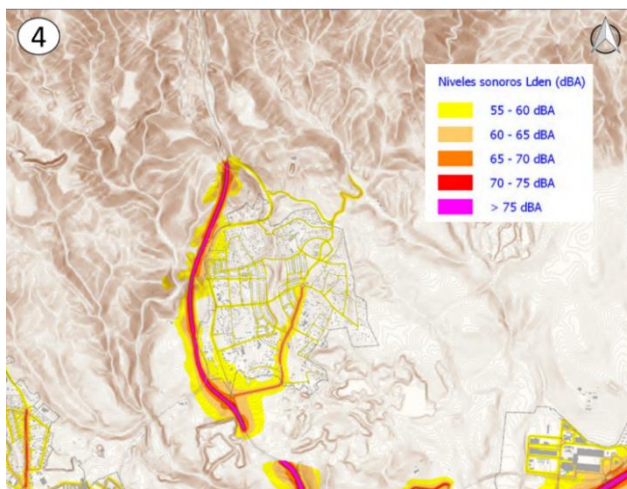 4
Niveles sonoros Lden (dBA)
55 - 60 dBA
60 - 65 dBA
65 - 70 dBA
70 - 75 dBA
> 75 dBA